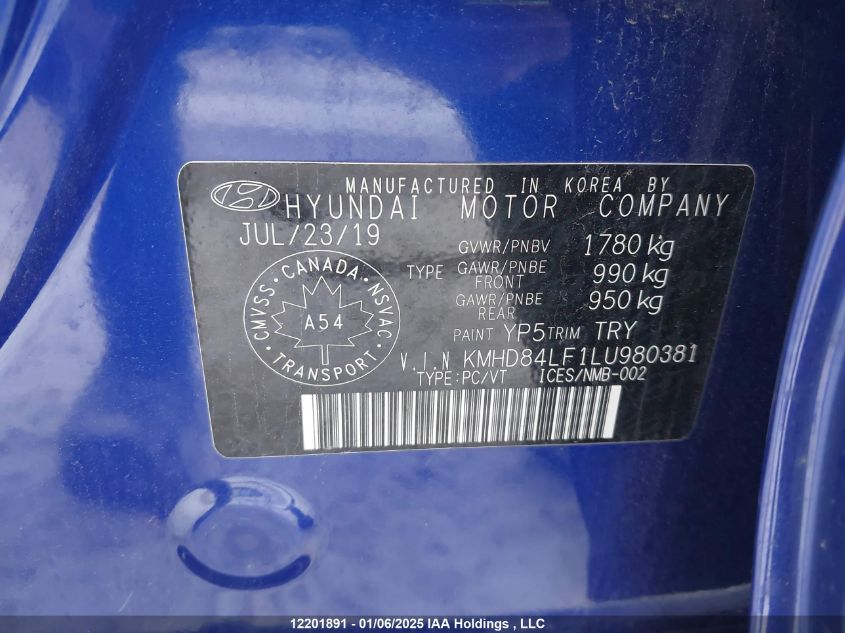 MANUFACTURED IN KOREA BY
HYUNDAI MOTOR COMPANY
JUL/23/19
GVWR/PNBV 1780 kg
TYPE GAWR/PNBE FRONT 990 kg
GAWR/PNBE REAR 950 kg
PAINT YP5 TRIM TRY
V.I.N KMHD84LF1LU980381
TYPE:PC/VT ICES/NMB-002
CMVSS · CANADA · NSVAC
A54
TRANSPORT
12201891 - 01/06/2025 IAA Holdings , LLC